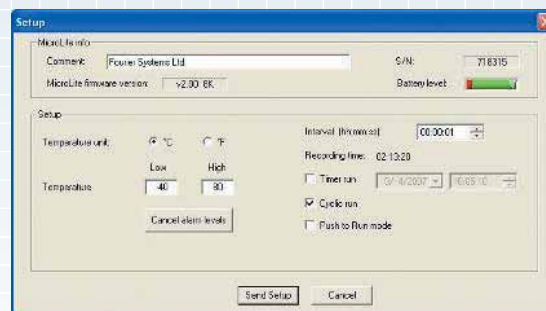 Setup
MicroLite info
Comment: Fourier Systems Ltd. S/N: 718315
MicroLite firmware version: v2.00 8K Battery level:
Setup
Temperature unit: °C °F Interval (hh:mm:ss) 00:00:01
Low High Recording time: 02:13:20
Temperature 40 80 Timer run
Cyclic run
Cancel alarm levels Push to Run mode
Send Setup Cancel